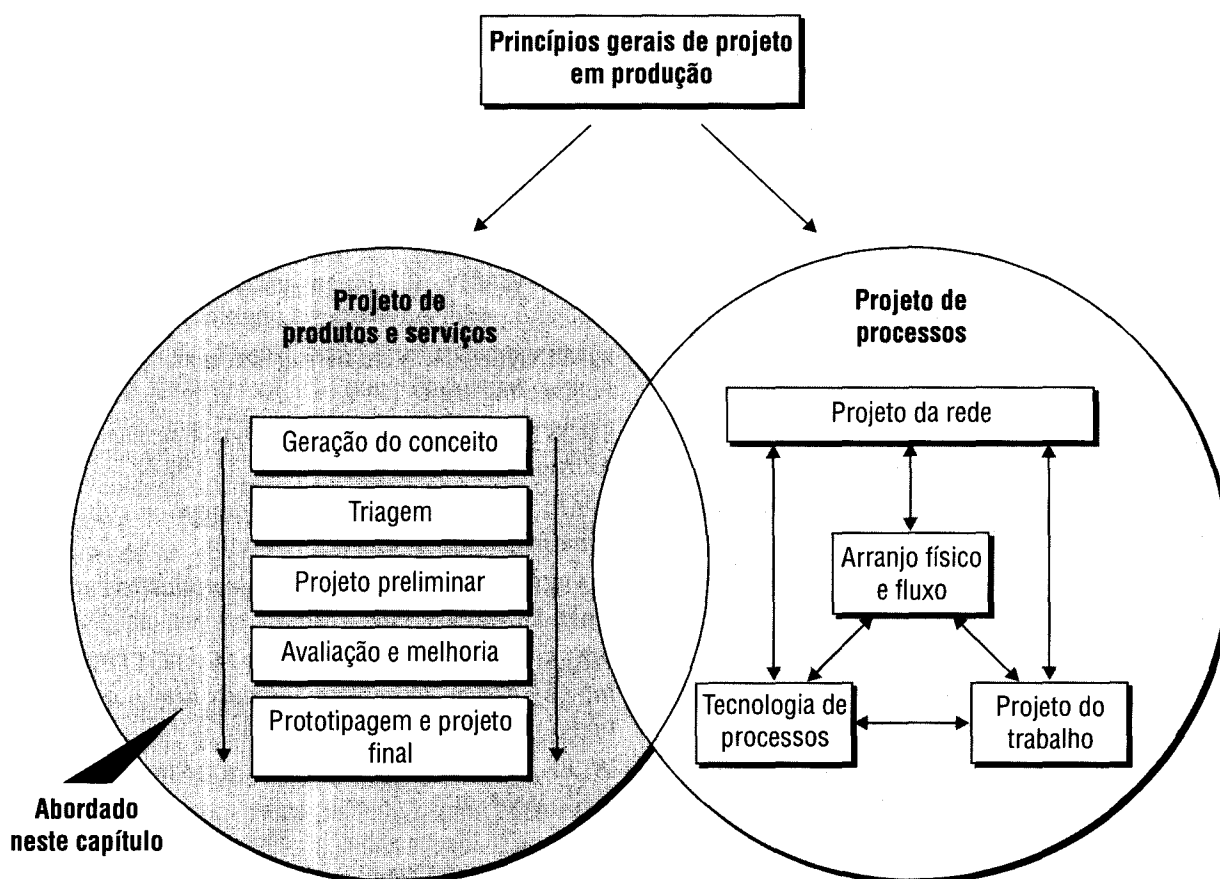 Princípios gerais de projeto
em produção
Projeto de
produtos e serviços
Geração do conceito
Triagem
Projeto preliminar
Avaliação e melhoria
Prototipagem e projeto
final
Abordado
neste capítulo
Projeto de
processos
Projeto da rede
Arranjo físico
e fluxo
Tecnologia de
processos
Projeto do
trabalho